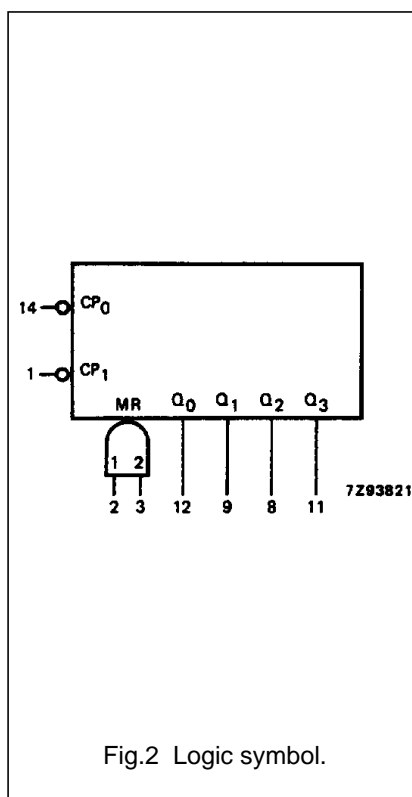 14 CP0
1 CP1
MR Q0 Q1 Q2 Q3
1 2
2 3 12 9 8 11
7Z93821
Fig.2 Logic symbol.